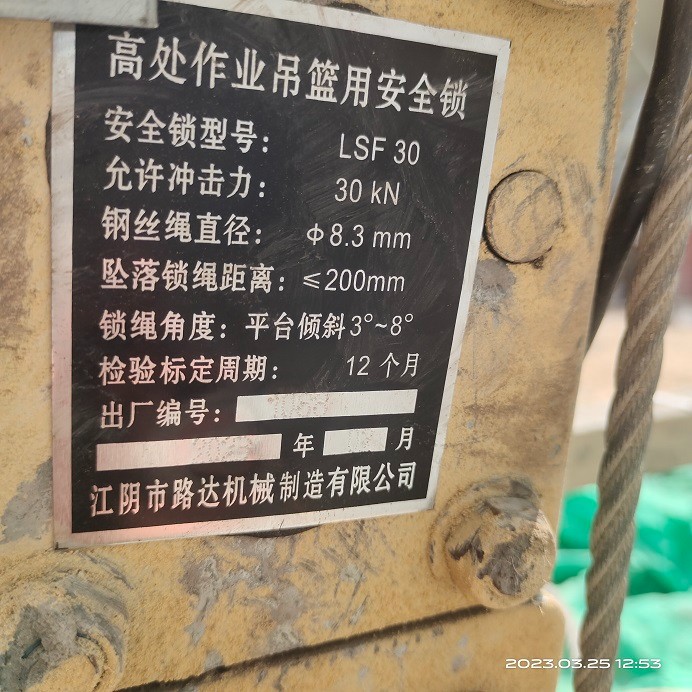 高处作业吊篮用安全锁
安全锁型号: LSF 30
允许冲击力: 30 kN
钢丝绳直径: Φ8.3 mm
坠落锁绳距离: ≤200mm
锁绳角度: 平台倾斜3°~8°
检验标定周期: 12 个月
出厂编号:
年 月
江阴市路达机械制造有限公司
2023.03.25 12:53